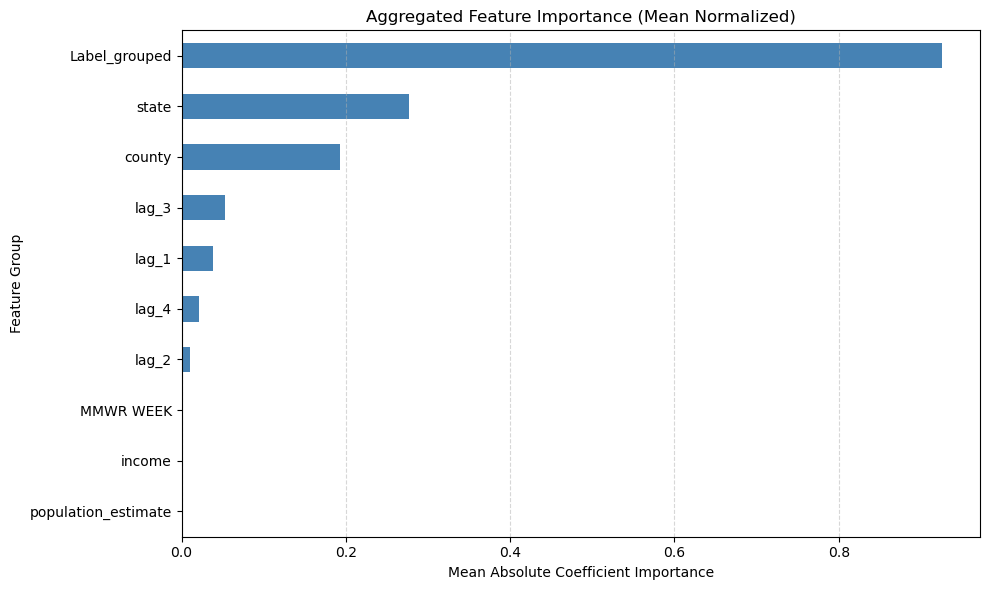 Aggregated Feature Importance (Mean Normalized)
Label_grouped
state
county
lag_3
lag_1
lag_4
lag_2
MMWR WEEK
income
population_estimate
Feature Group
0.0 0.2 0.4 0.6 0.8
Mean Absolute Coefficient Importance